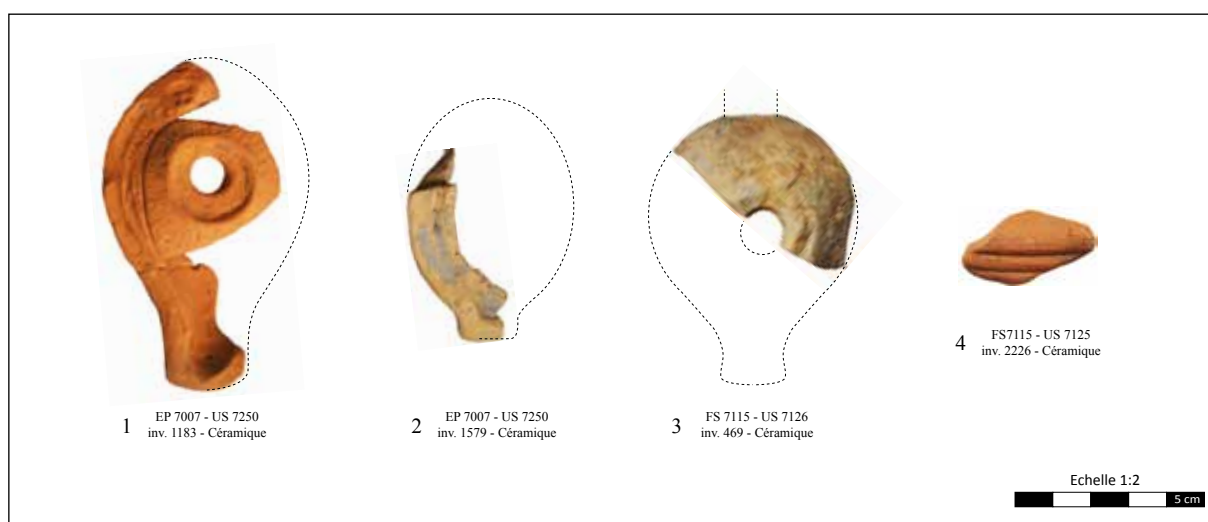 1
EP 7007 - US 7250
inv. 1183 - Céramique
2
EP 7007 - US 7250
inv. 1579 - Céramique
3
FS 7115 - US 7126
inv. 469 - Céramique
4
FS7115 - US 7125
inv. 2226 - Céramique
Echelle 1:2
5 cm